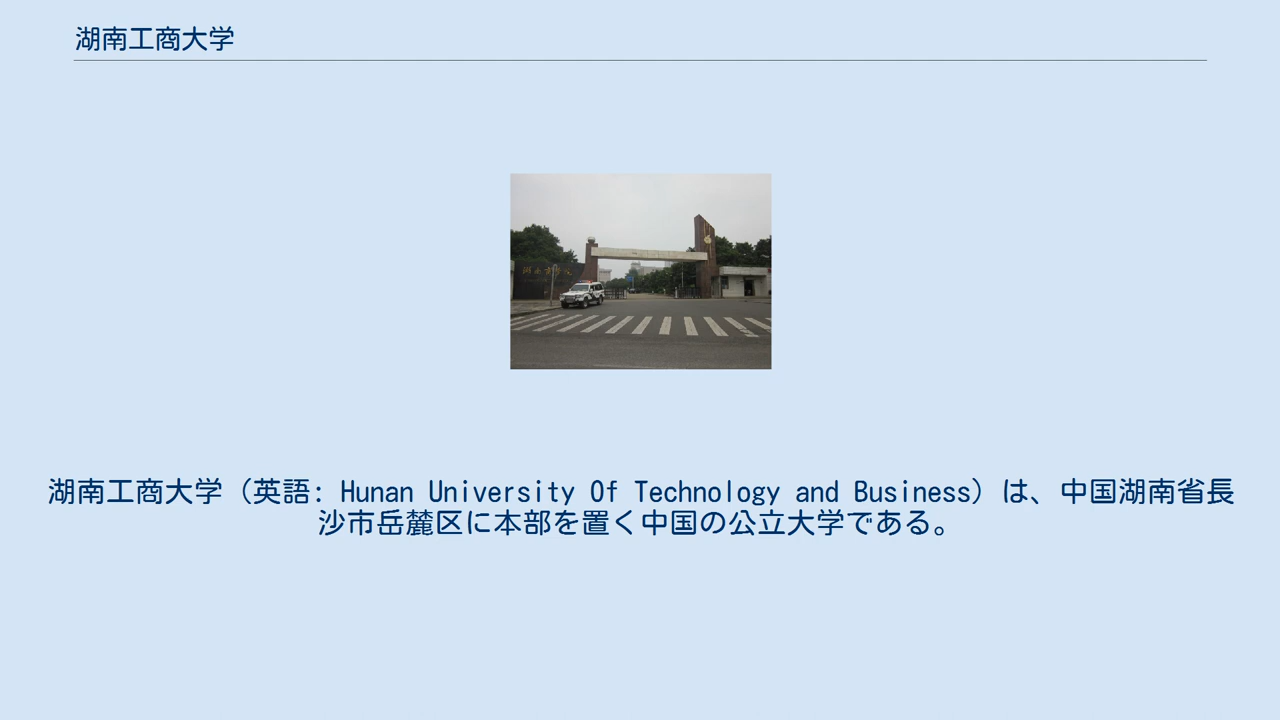 湖南工商大学
湖南工商大学（英語: Hunan University Of Technology and Business）は、中国湖南省長
沙市岳麓区に本部を置く中国の公立大学である。